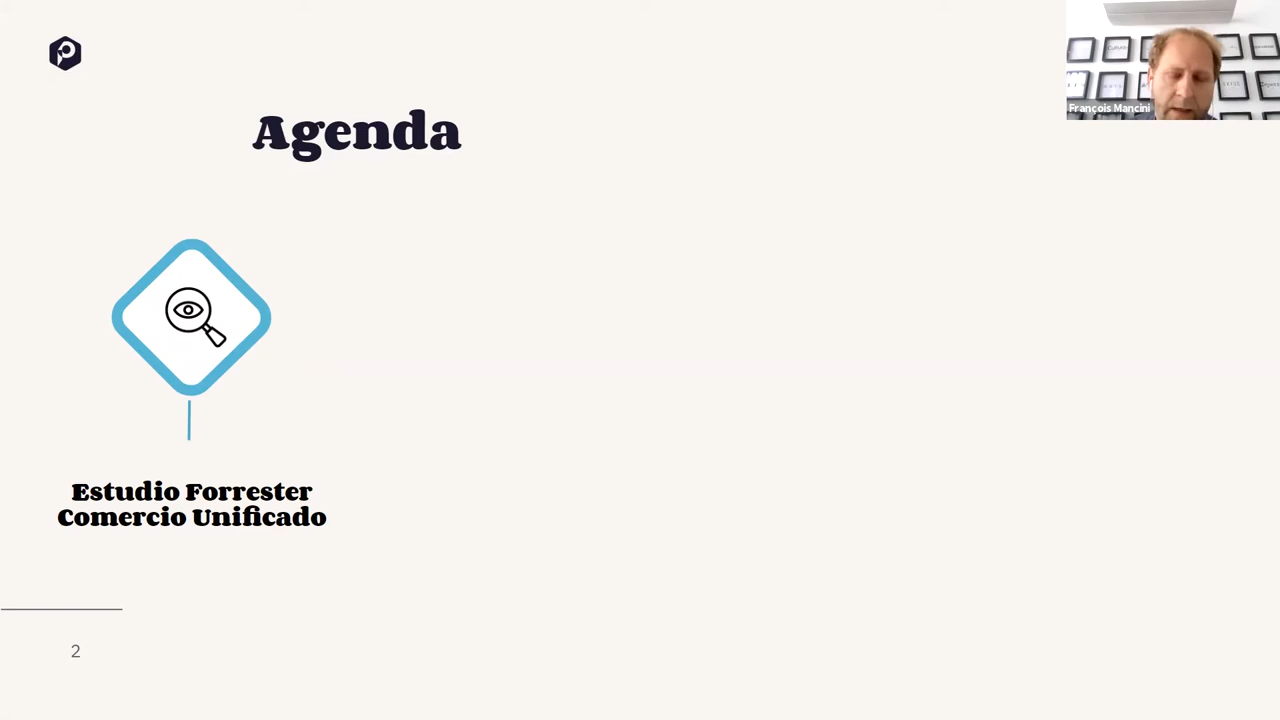 Agenda
François Mancini
Estudio Forrester
Comercio Unificado
2